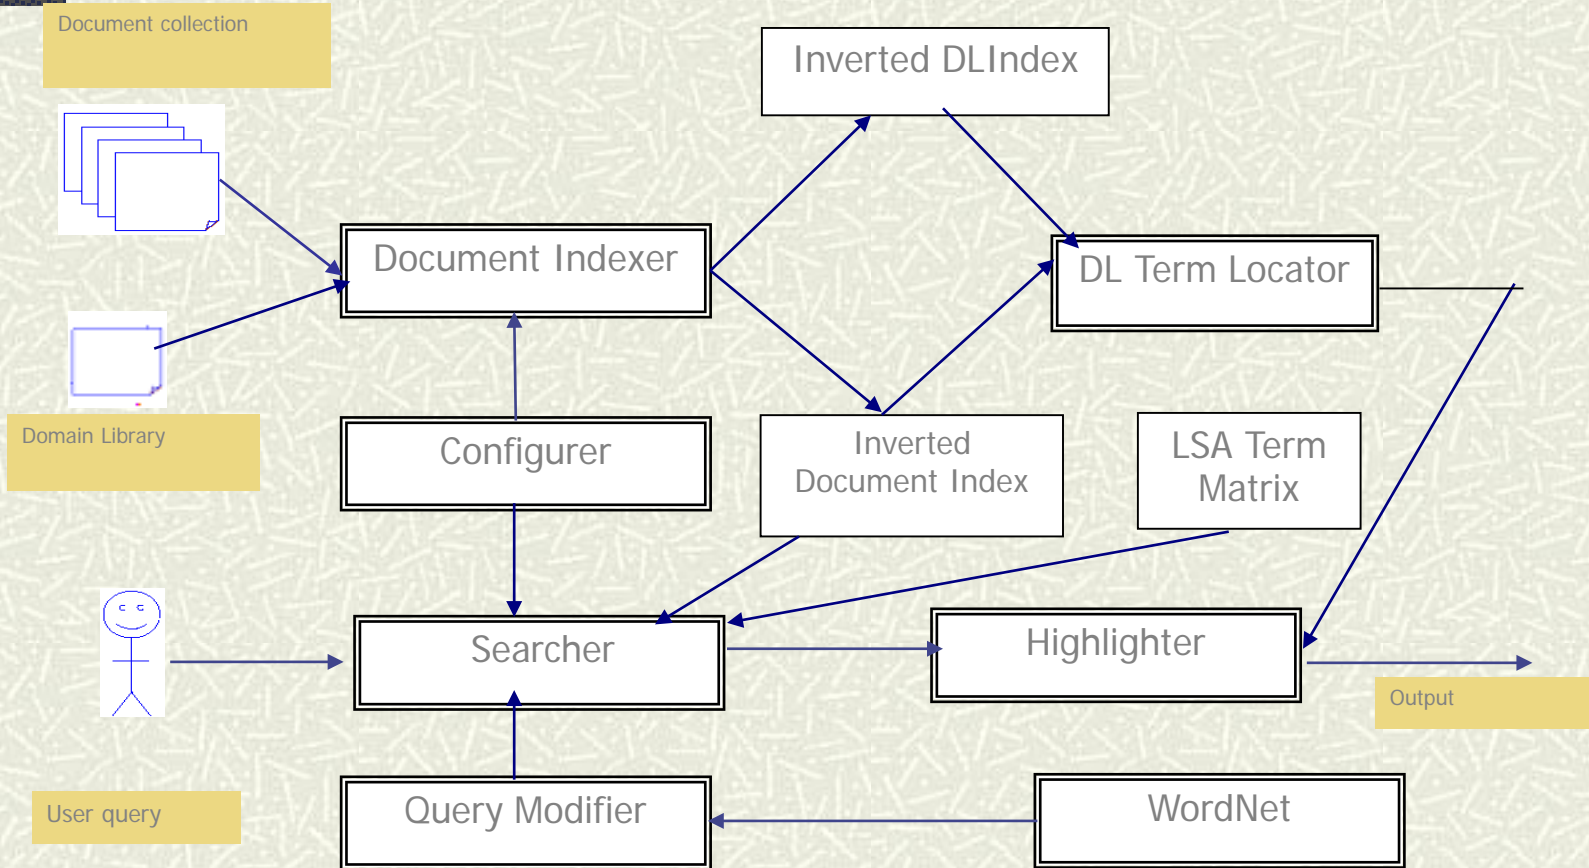 Document collection
Inverted DLIndex
Document Indexer
DL Term Locator
Domain Library
Configurer
Inverted
Document Index
LSA Term
Matrix
Searcher
Highlighter
Output
User query
Query Modifier
WordNet